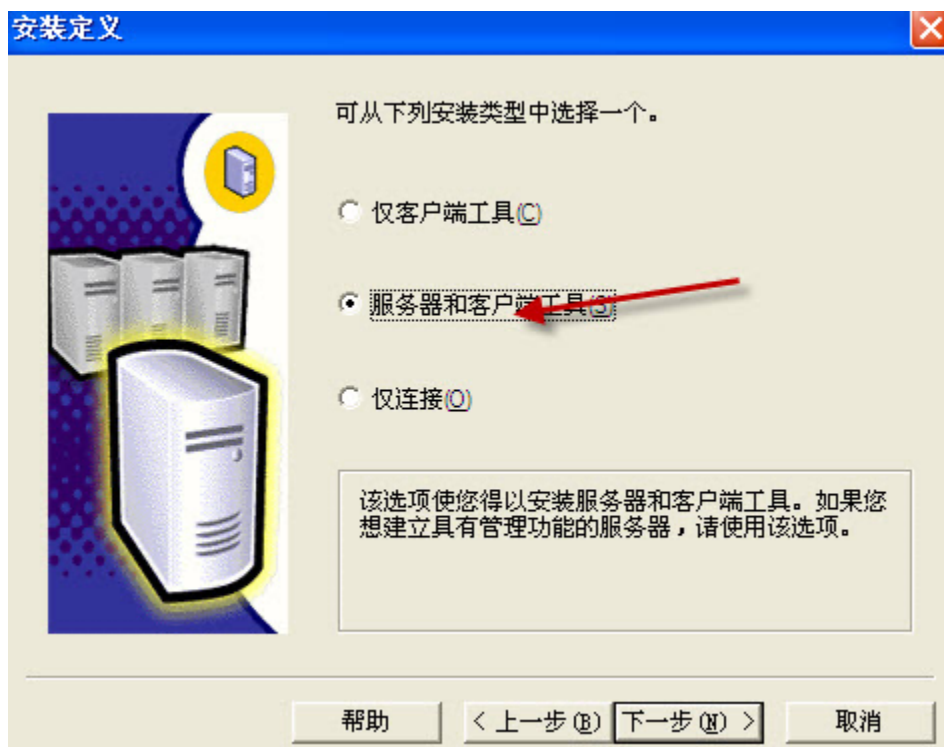 安装定义
可从下列安装类型中选择一个。
仅客户端工具(C)
服务器和客户端工具(S)
仅连接(O)
该选项使您得以安装服务器和客户端工具。如果您
想建立具有管理功能的服务器，请使用该选项。
帮助 < 上一步(B) 下一步(N) > 取消